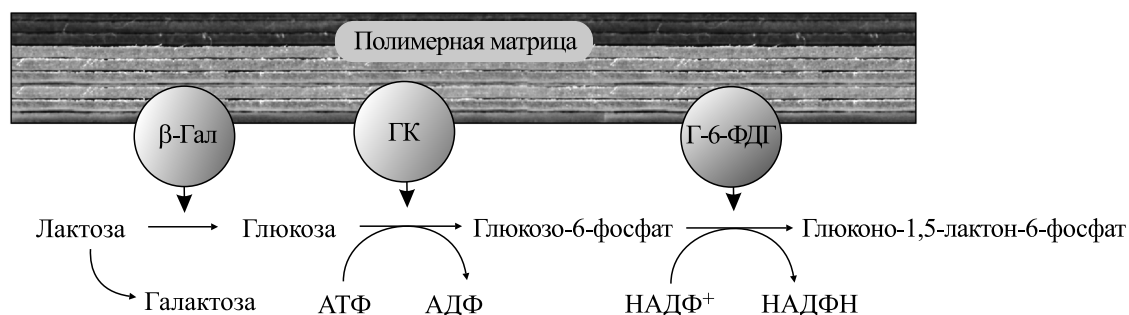 Полимерная матрица
β-Гал ГК Г-6-ФДГ
Лактоза Глюкоза Глюкозо-6-фосфат Глюконо-1,5-лактон-6-фосфат
Галактоза АТФ АДФ НАДФ⁺ НАДФН